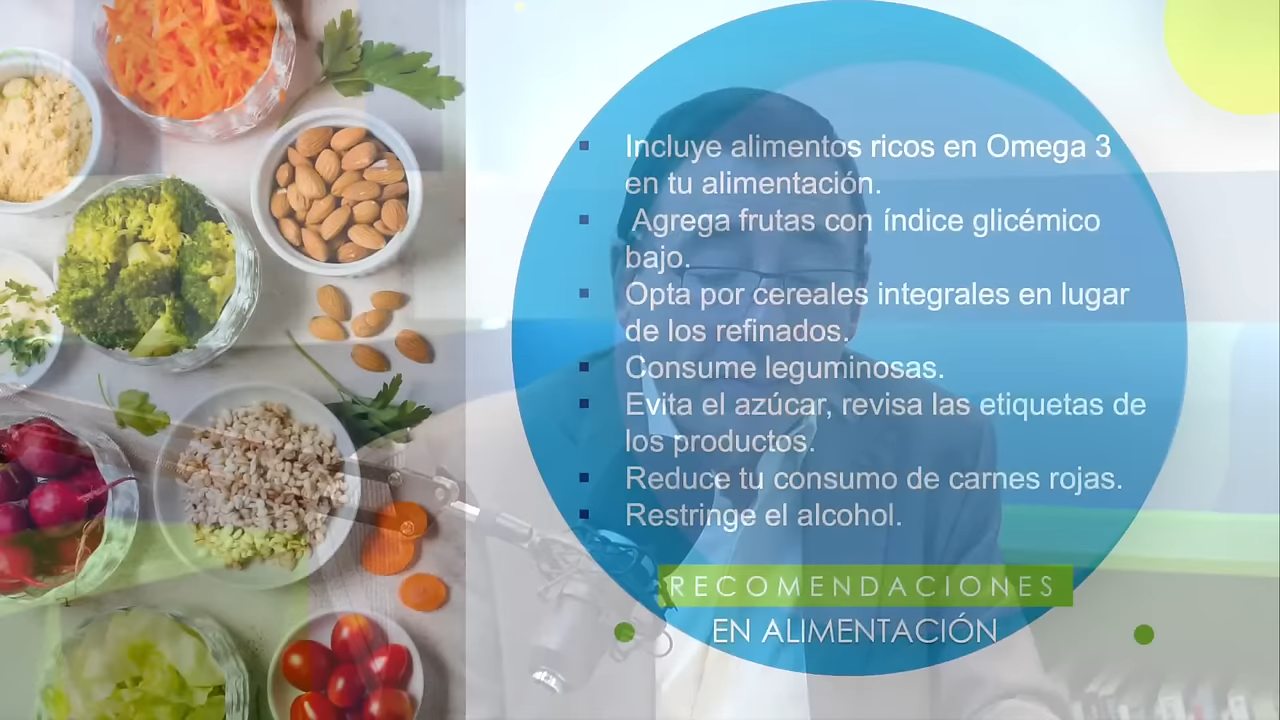 ▪ Incluye alimentos ricos en Omega 3
en tu alimentación.
▪ Agrega frutas con índice glicémico
bajo.
▪ Opta por cereales integrales en lugar
de los refinados.
▪ Consume leguminosas.
▪ Evita el azúcar, revisa las etiquetas de
los productos.
▪ Reduce tu consumo de carnes rojas.
▪ Restringe el alcohol.
RECOMENDACIONES
EN ALIMENTACIÓN